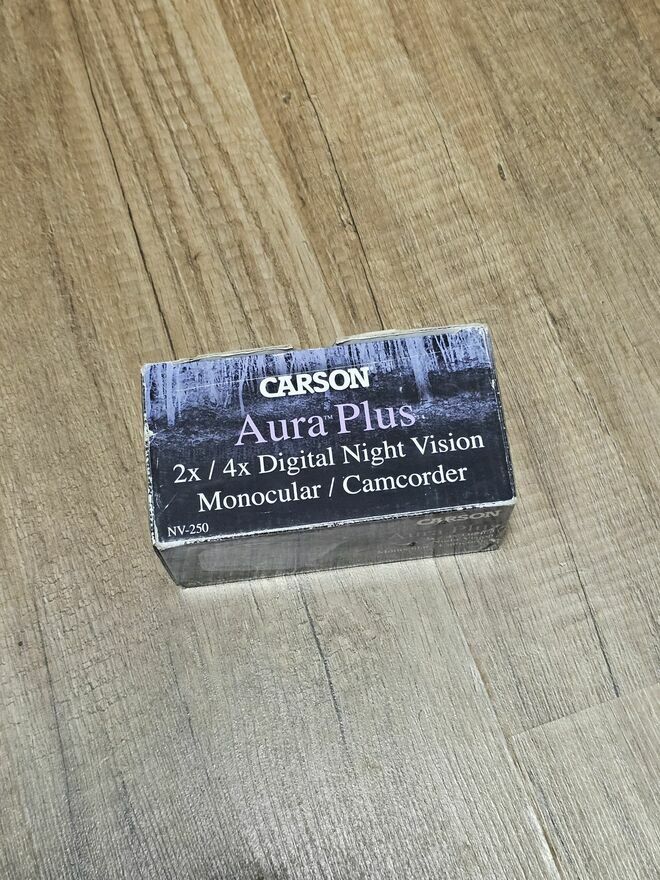 CARSON
Aura™ Plus
2x / 4x Digital Night Vision
Monocular / Camcorder
NV-250
CARSON